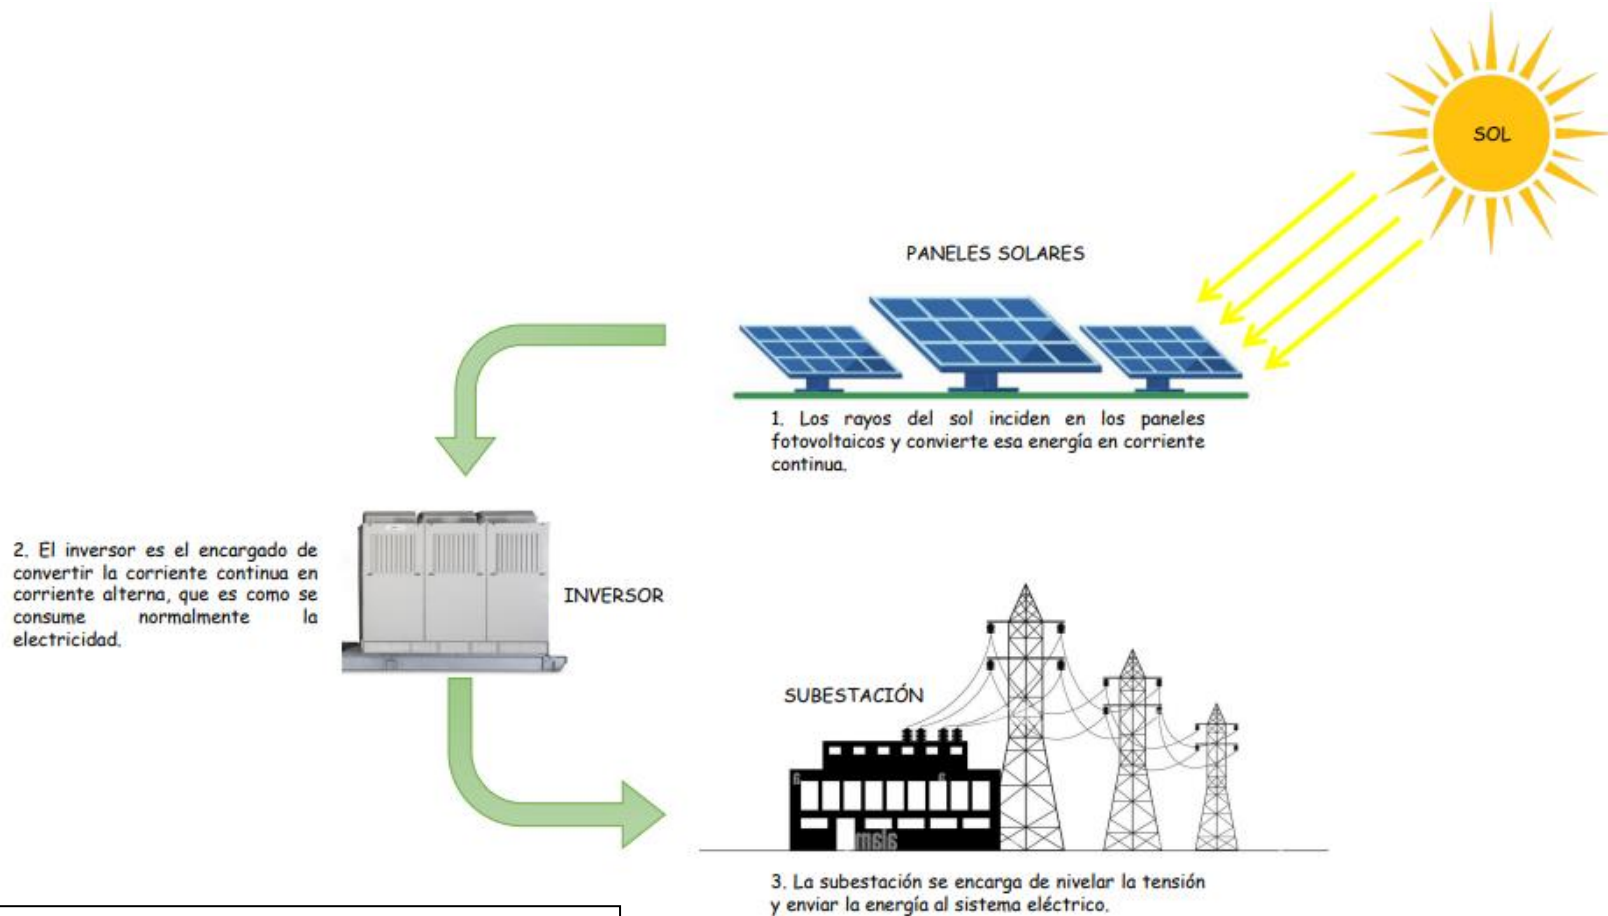 SOL
PANELES SOLARES
1. Los rayos del sol inciden en los paneles
fotovoltaicos y convierte esa energía en corriente
continua.
2. El inversor es el encargado de
convertir la corriente continua en
corriente alterna, que es como se
consume normalmente la
electricidad.
INVERSOR
SUBESTACIÓN
a
a
alam
3. La subestación se encarga de nivelar la tensión
y enviar la energía al sistema eléctrico.